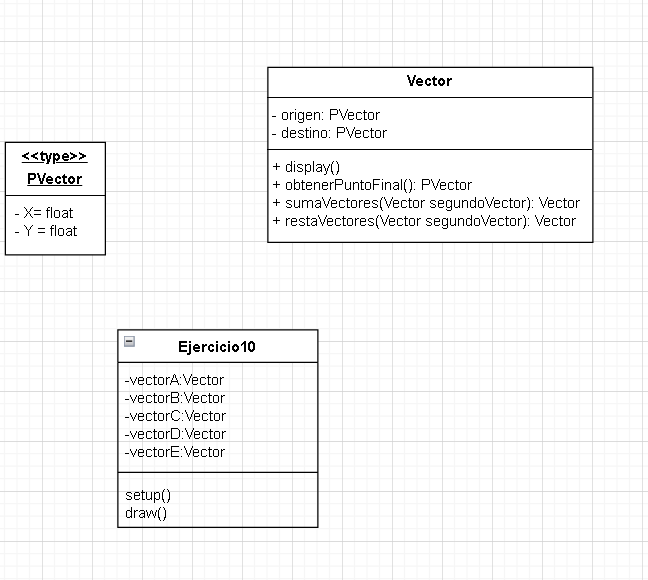 Vector
- origen: PVector
- destino: PVector
+ display()
+ obtenerPuntoFinal(): PVector
+ sumaVectores(Vector segundoVector): Vector
+ restaVectores(Vector segundoVector): Vector
<<type>>
PVector
- X= float
- Y = float
Ejercicio10
-vectorA:Vector
-vectorB:Vector
-vectorC:Vector
-vectorD:Vector
-vectorE:Vector
setup()
draw()